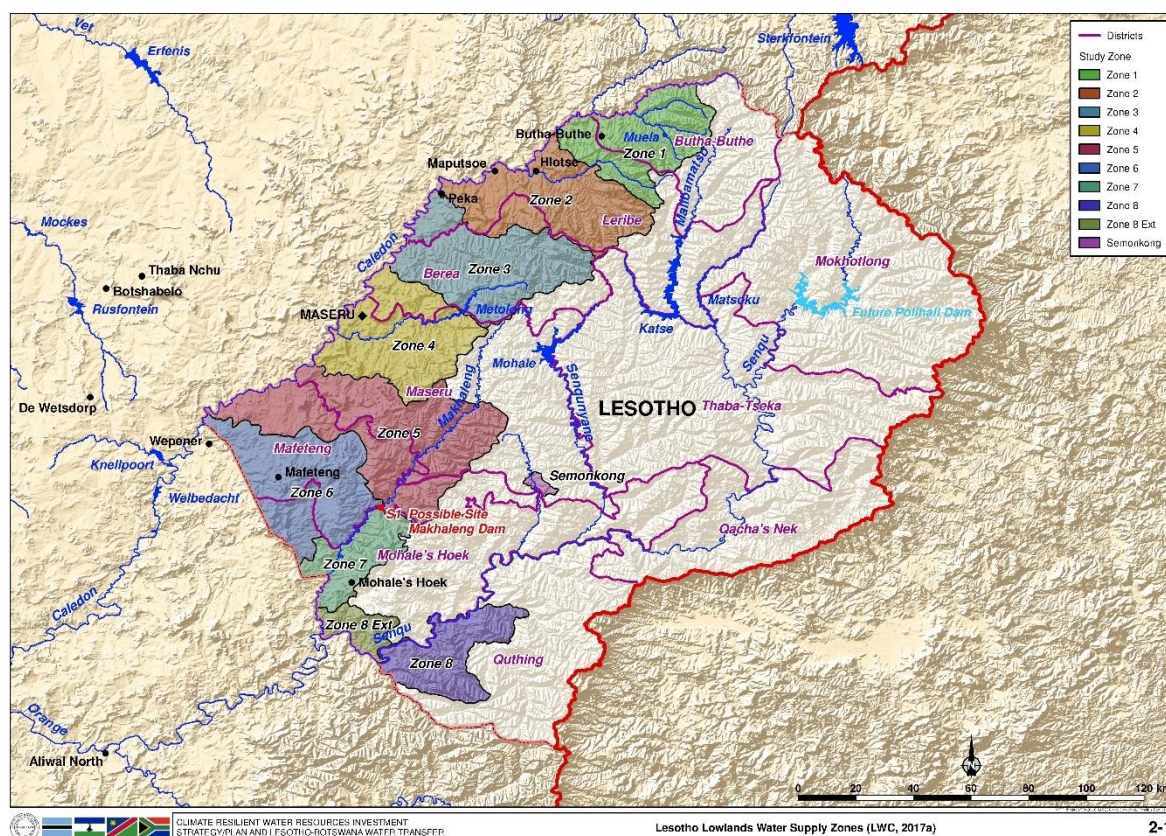 Vet
Erfenis
Sterkfontein
Districts
Study Zone
Zone 1
Zone 2
Zone 3
Zone 4
Zone 5
Zone 6
Zone 7
Zone 8
Zone 8 Ext
Semonkong
Butha-Buthe
Muela
Butha-Buthe
Zone 1
Maputsoe
Hlotse
Malibamatso
Peka
Zone 2
Leribe
Mockes
Caledon
Thaba Nchu
Botshabelo
Rusfontein
Berea
Zone 3
Mokhotlong
Metolong
Matsoku
Future Polihali Dam
MASERU
Katse
Zone 4
Mohale
Senqu
Maseru
Makhaleng
Senqunyane
De Wetsdorp
LESOTHO
Thaba-Tseka
Zone 5
Wepener
Mafeteng
Knellpoort
Mafeteng
Semonkong
Welbedacht
Zone 6
S1 Possible Site
Makhaleng Dam
Qacha's Nek
Mohale's Hoek
Zone 7
Mohale's Hoek
Caledon
Zone 8 Ext
Senqu
Zone 8
Quthing
Orange
Aliwal North
N
0 20 40 60 80 100 120 km
CLIMATE RESILIENT WATER RESOURCES INVESTMENT
STRATEGY/PLAN AND LESOTHO-BOTSWANA WATER TRANSFER
Lesotho Lowlands Water Supply Zones (LWC, 2017a)